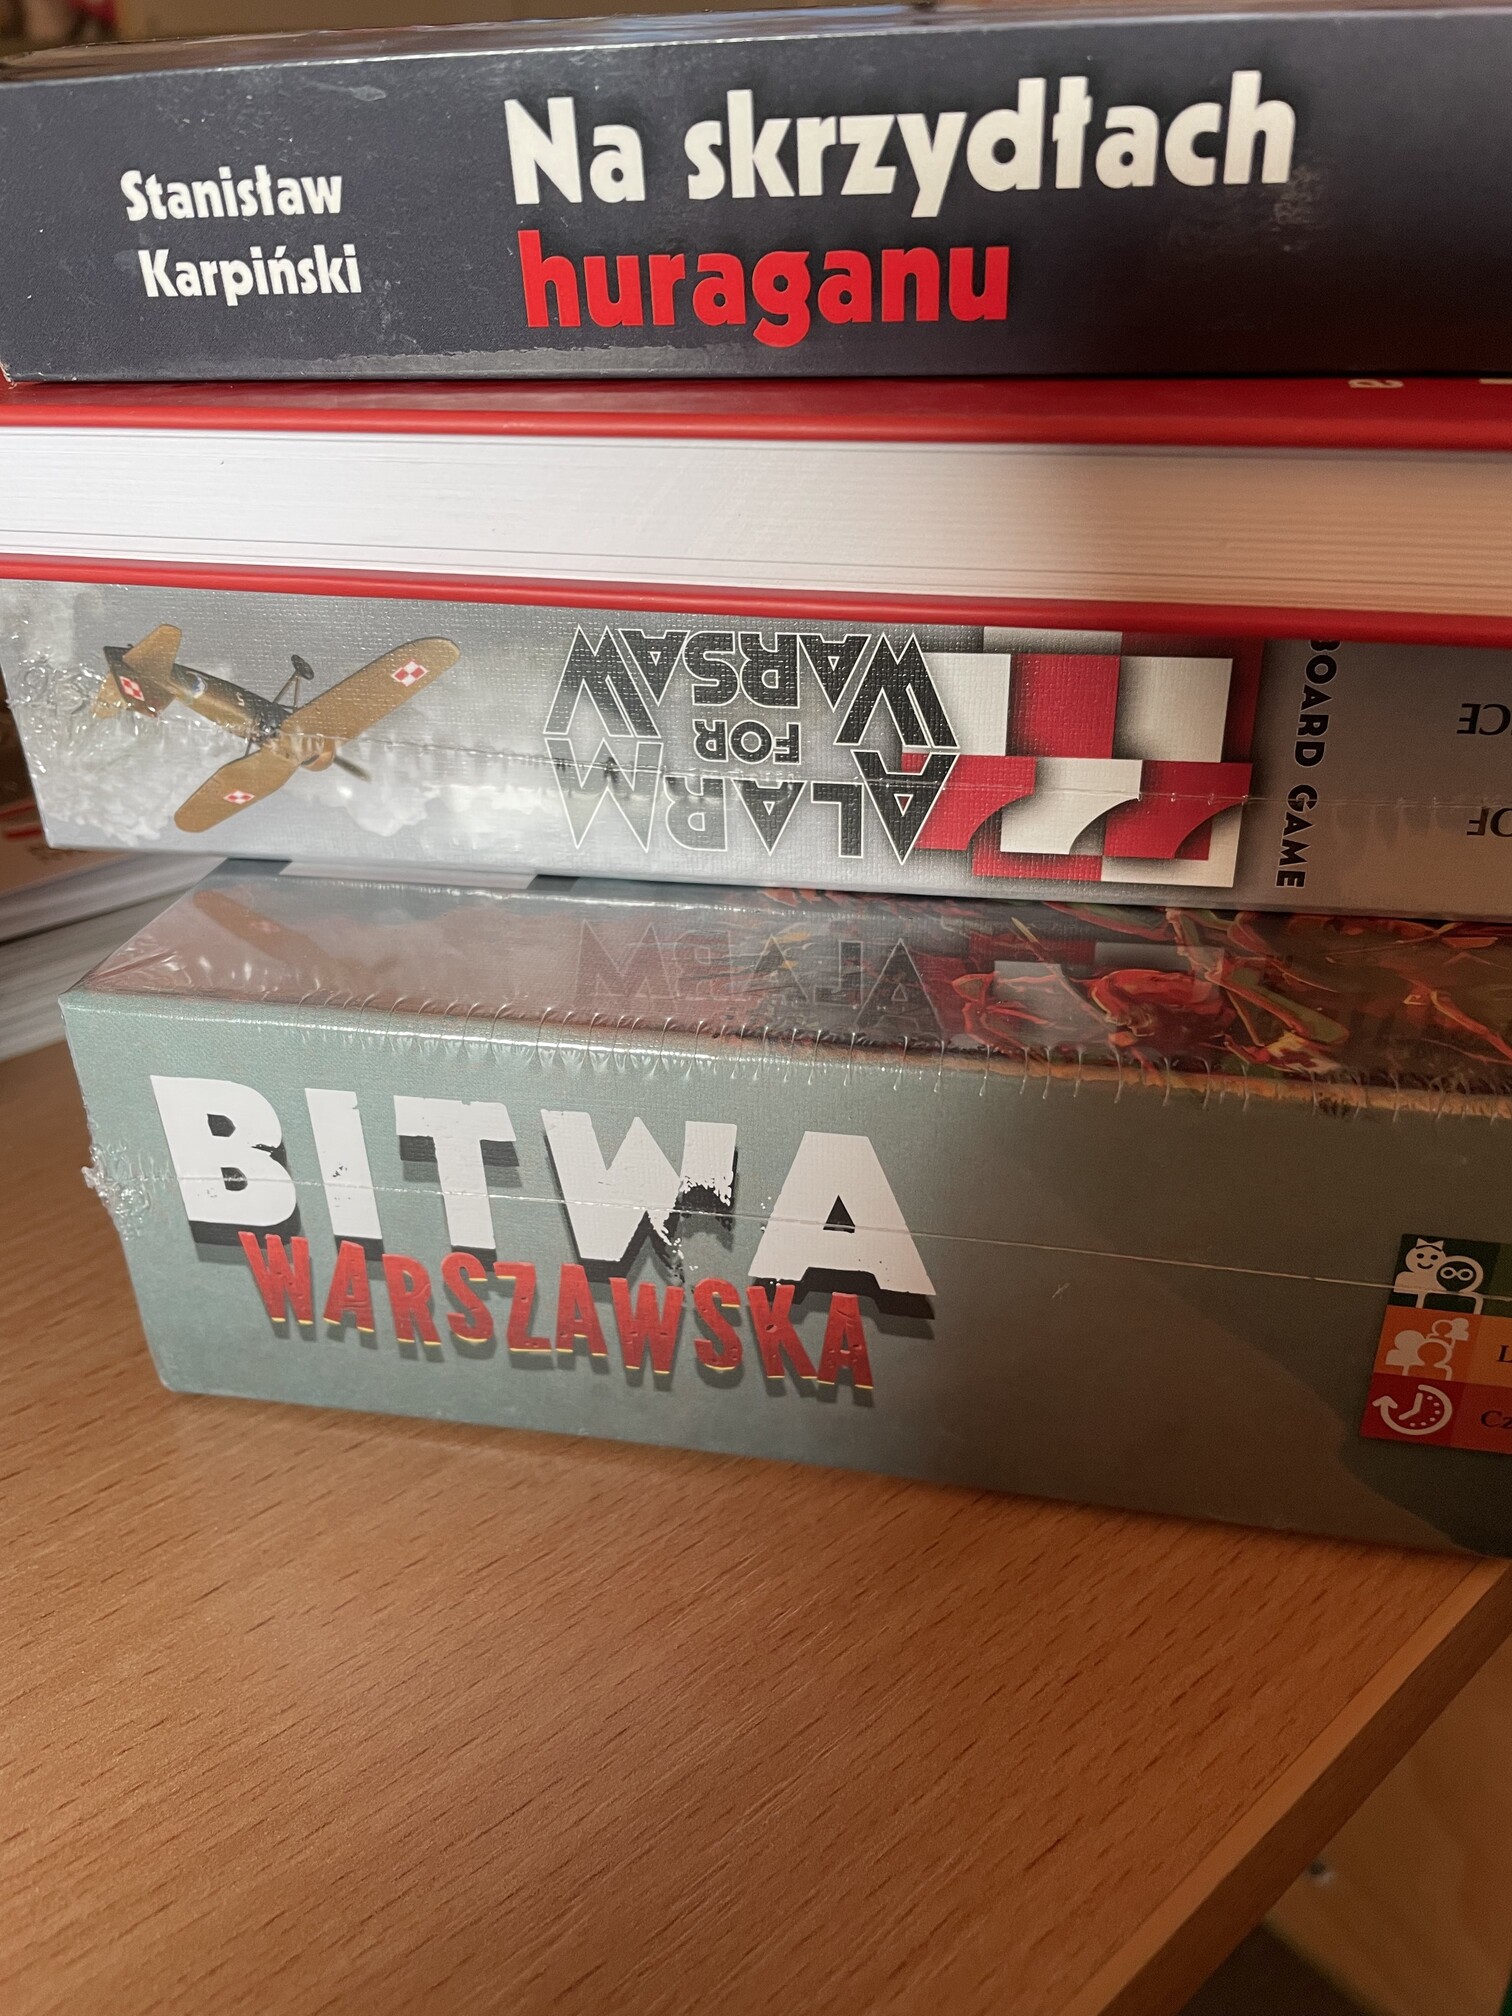 Stanisław
Karpiński
Na skrzydłach
huraganu
ALARM
FOR
WARSAW
BOARD GAME
BITWA
WARSZAWSKA